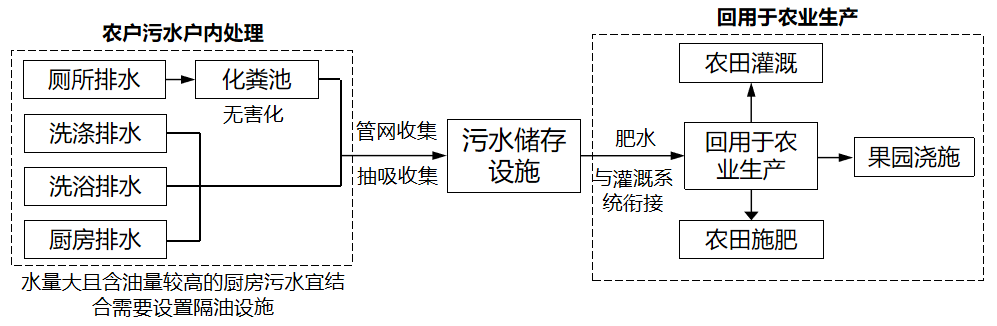 农户污水户内处理
厕所排水
化粪池
无害化
洗涤排水
洗浴排水
厨房排水
水量大且含油量较高的厨房污水宜结
合需要设置隔油设施
管网收集
抽吸收集
污水储存
设施
肥水
与灌溉系
统衔接
回用于农业生产
农田灌溉
回用于农
业生产
果园浇施
农田施肥